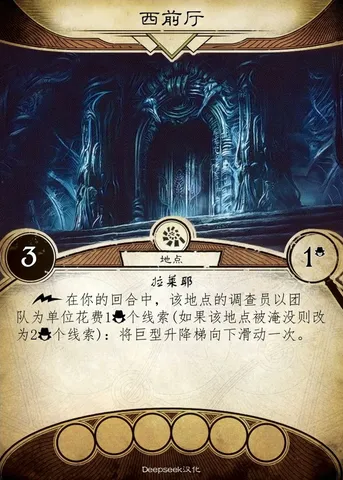 西前厅
3
地点
1
拉莱耶
在你的回合中，该地点的调查员以团
队为单位花费1个线索(如果该地点被淹没则改
为2个线索)：将巨型升降梯向下滑动一次。
Deepseek汉化